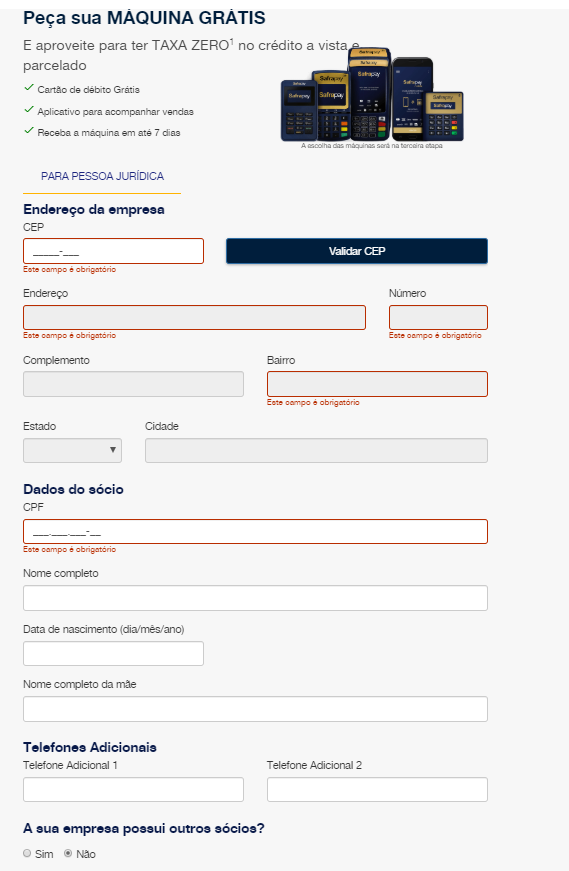 Peça sua MÁQUINA GRÁTIS
E aproveite para ter TAXA ZERO¹ no crédito a vista e
parcelado
Cartão de débito Grátis
Aplicativo para acompanhar vendas
Receba a máquina em até 7 dias
Safrapay
Safrapay
Safrapay
Safrapay
Safrapay
A escolha das máquinas será na terceira etapa
PARA PESSOA JURÍDICA
Endereço da empresa
CEP
_____-___
Validar CEP
Este campo é obrigatório
Endereço
Número
Este campo é obrigatório
Este campo é obrigatório
Complemento
Bairro
Este campo é obrigatório
Estado
Cidade
Dados do sócio
CPF
___.___.___-__
Este campo é obrigatório
Nome completo
Data de nascimento (dia/mês/ano)
Nome completo da mãe
Telefones Adicionais
Telefone Adicional 1
Telefone Adicional 2
A sua empresa possui outros sócios?
Sim
Não